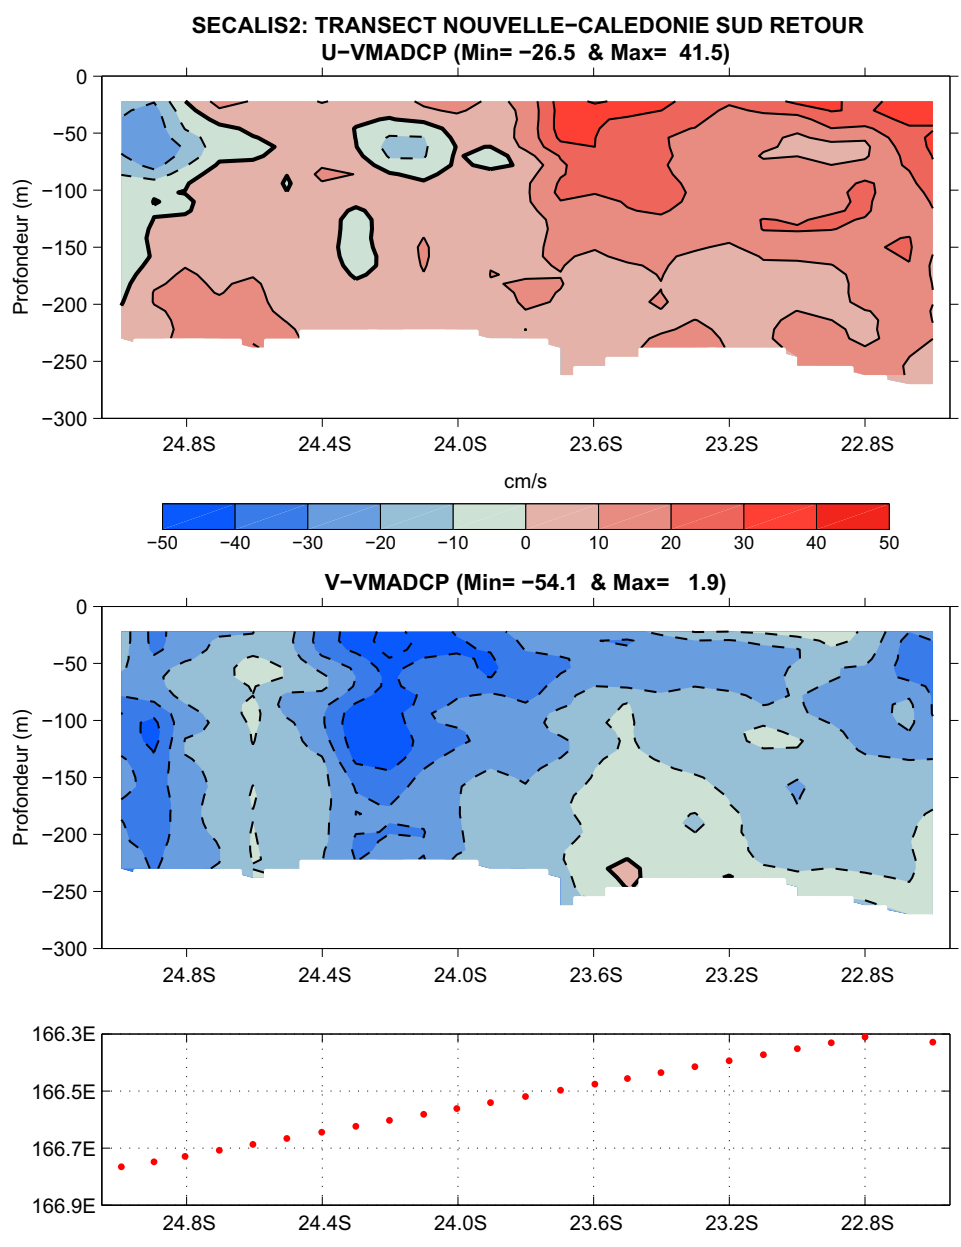 SECALIS2: TRANSECT NOUVELLE−CALEDONIE SUD RETOUR
U−VMADCP (Min= −26.5 & Max= 41.5)
0
−50
−100
−150
−200
−250
−300
Profondeur (m)
24.8S 24.4S 24.0S 23.6S 23.2S 22.8S
cm/s
−50 −40 −30 −20 −10 0 10 20 30 40 50
V−VMADCP (Min= −54.1 & Max= 1.9)
0
−50
−100
−150
−200
−250
−300
Profondeur (m)
24.8S 24.4S 24.0S 23.6S 23.2S 22.8S
166.3E
166.5E
166.7E
166.9E
24.8S 24.4S 24.0S 23.6S 23.2S 22.8S